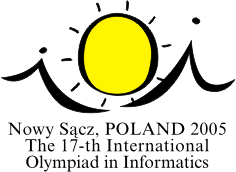 Nowy Sącz, POLAND 2005
The 17-th International
Olympiad in Informatics